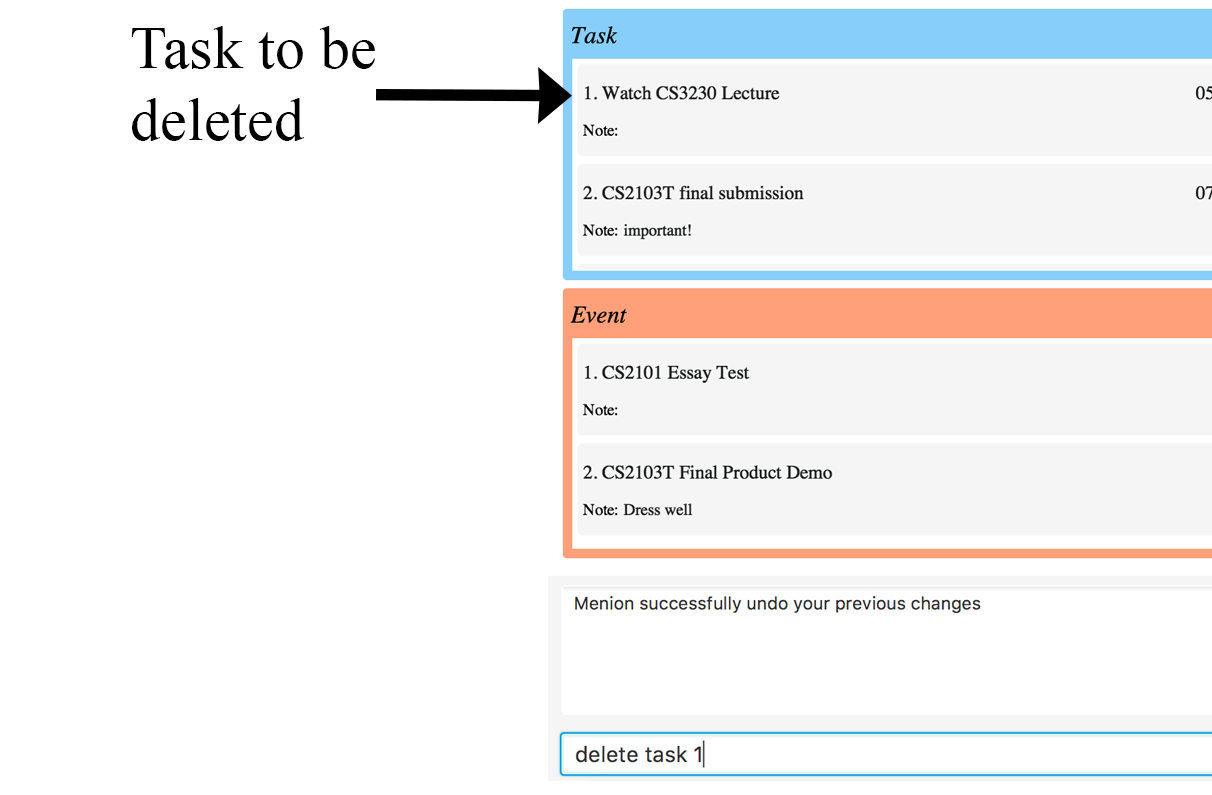 Task to be
deleted
Task
1. Watch CS3230 Lecture 05
Note:
2. CS2103T final submission 07
Note: important!
Event
1. CS2101 Essay Test
Note:
2. CS2103T Final Product Demo
Note: Dress well
Menion successfully undo your previous changes
delete task 1